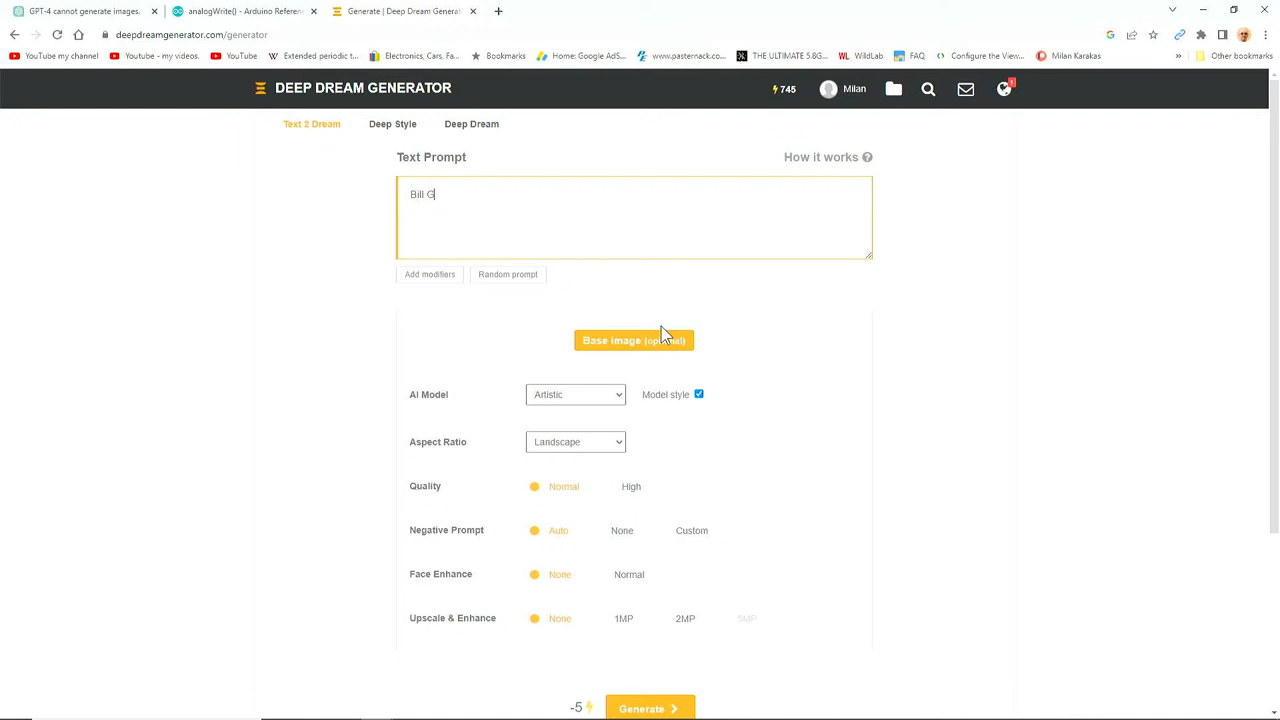 GPT-4 cannot generate images.
analogWrite() - Arduino Referen
Generate | Deep Dream Generat
deepdreamgenerator.com/generator
YouTube my channel
Youtube - my videos.
YouTube
Extended periodic t...
Electronics, Cars, Fa...
Bookmarks
Home: Google AdS...
www.pasternack...
THE ULTIMATE 5.8G...
WildLab
FAQ
Configure the View...
Milan Karakas
Other bookmarks
DEEP DREAM GENERATOR
745
Milan
1
Text 2 Dream
Deep Style
Deep Dream
Text Prompt
How it works
Bill G
Add modifiers
Random prompt
Base image (optional)
AI Model
Artistic
Model style
Aspect Ratio
Landscape
Quality
Normal
High
Negative Prompt
Auto
None
Custom
Face Enhance
None
Normal
Upscale & Enhance
None
1MP
2MP
5MP
-5
Generate